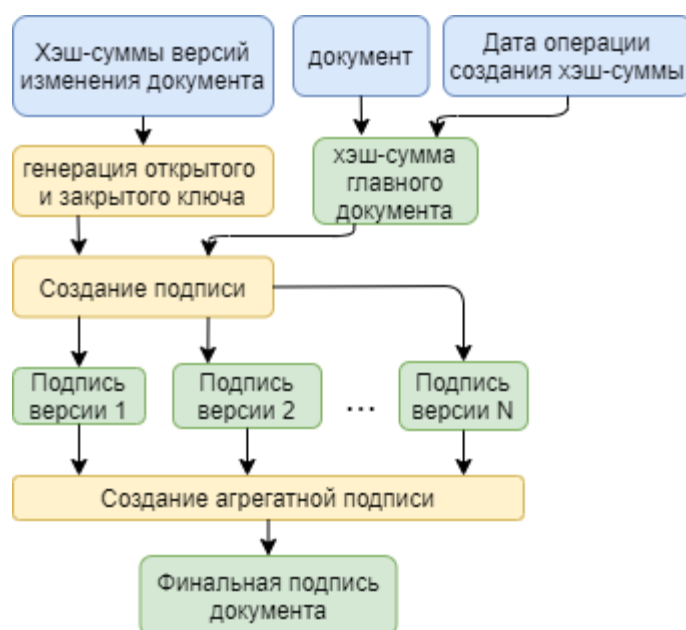 Хэш-суммы версий
изменения документа
документ
Дата операции
создания хэш-суммы
генерация открытого
и закрытого ключа
хэш-сумма
главного
документа
Создание подписи
Подпись
версии 1
Подпись
версии 2
...
Подпись
версии N
Создание агрегатной подписи
Финальная подпись
документа